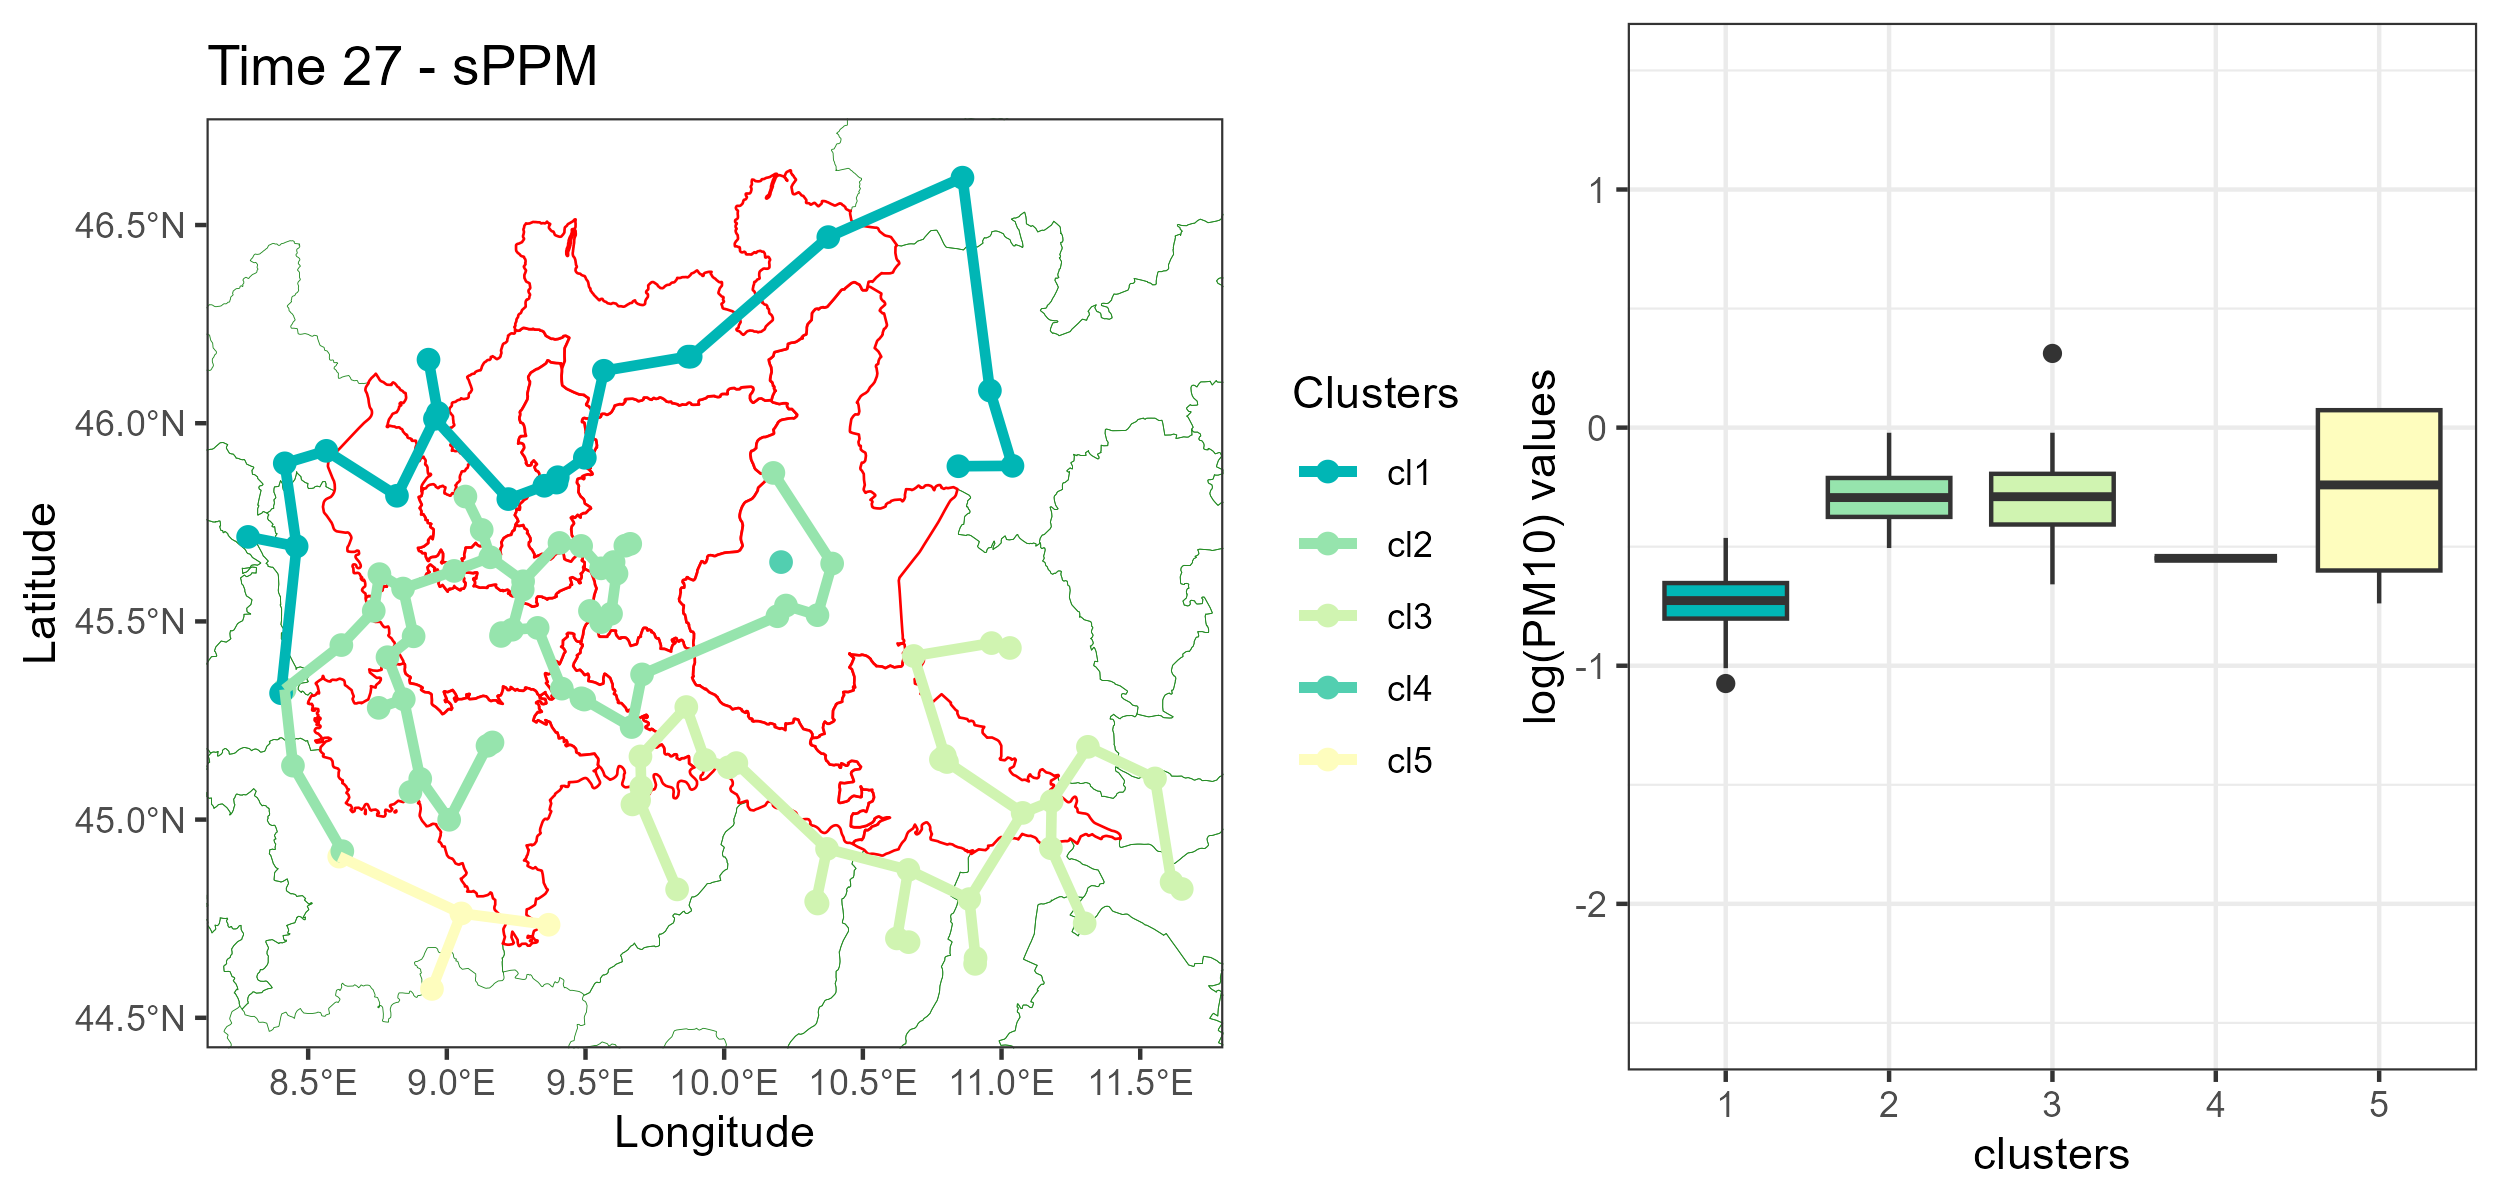 Time 27 - sPPM
Latitude
46.5°N
46.0°N
45.5°N
45.0°N
44.5°N
8.5°E 9.0°E 9.5°E 10.0°E 10.5°E 11.0°E 11.5°E
Longitude
Clusters
cl1
cl2
cl3
cl4
cl5
log(PM10) values
1
0
-1
-2
1 2 3 4 5
clusters